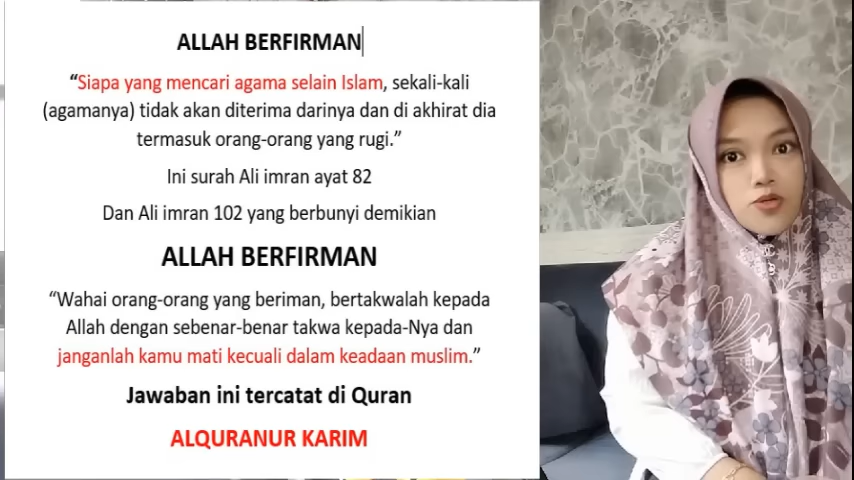 ALLAH BERFIRMAN
“Siapa yang mencari agama selain Islam, sekali-kali
(agamanya) tidak akan diterima darinya dan di akhirat dia
termasuk orang-orang yang rugi.”
Ini surah Ali imran ayat 82
Dan Ali imran 102 yang berbunyi demikian
ALLAH BERFIRMAN
“Wahai orang-orang yang beriman, bertakwalah kepada
Allah dengan sebenar-benar takwa kepada-Nya dan
janganlah kamu mati kecuali dalam keadaan muslim.”
Jawaban ini tercatat di Quran
ALQURANUR KARIM